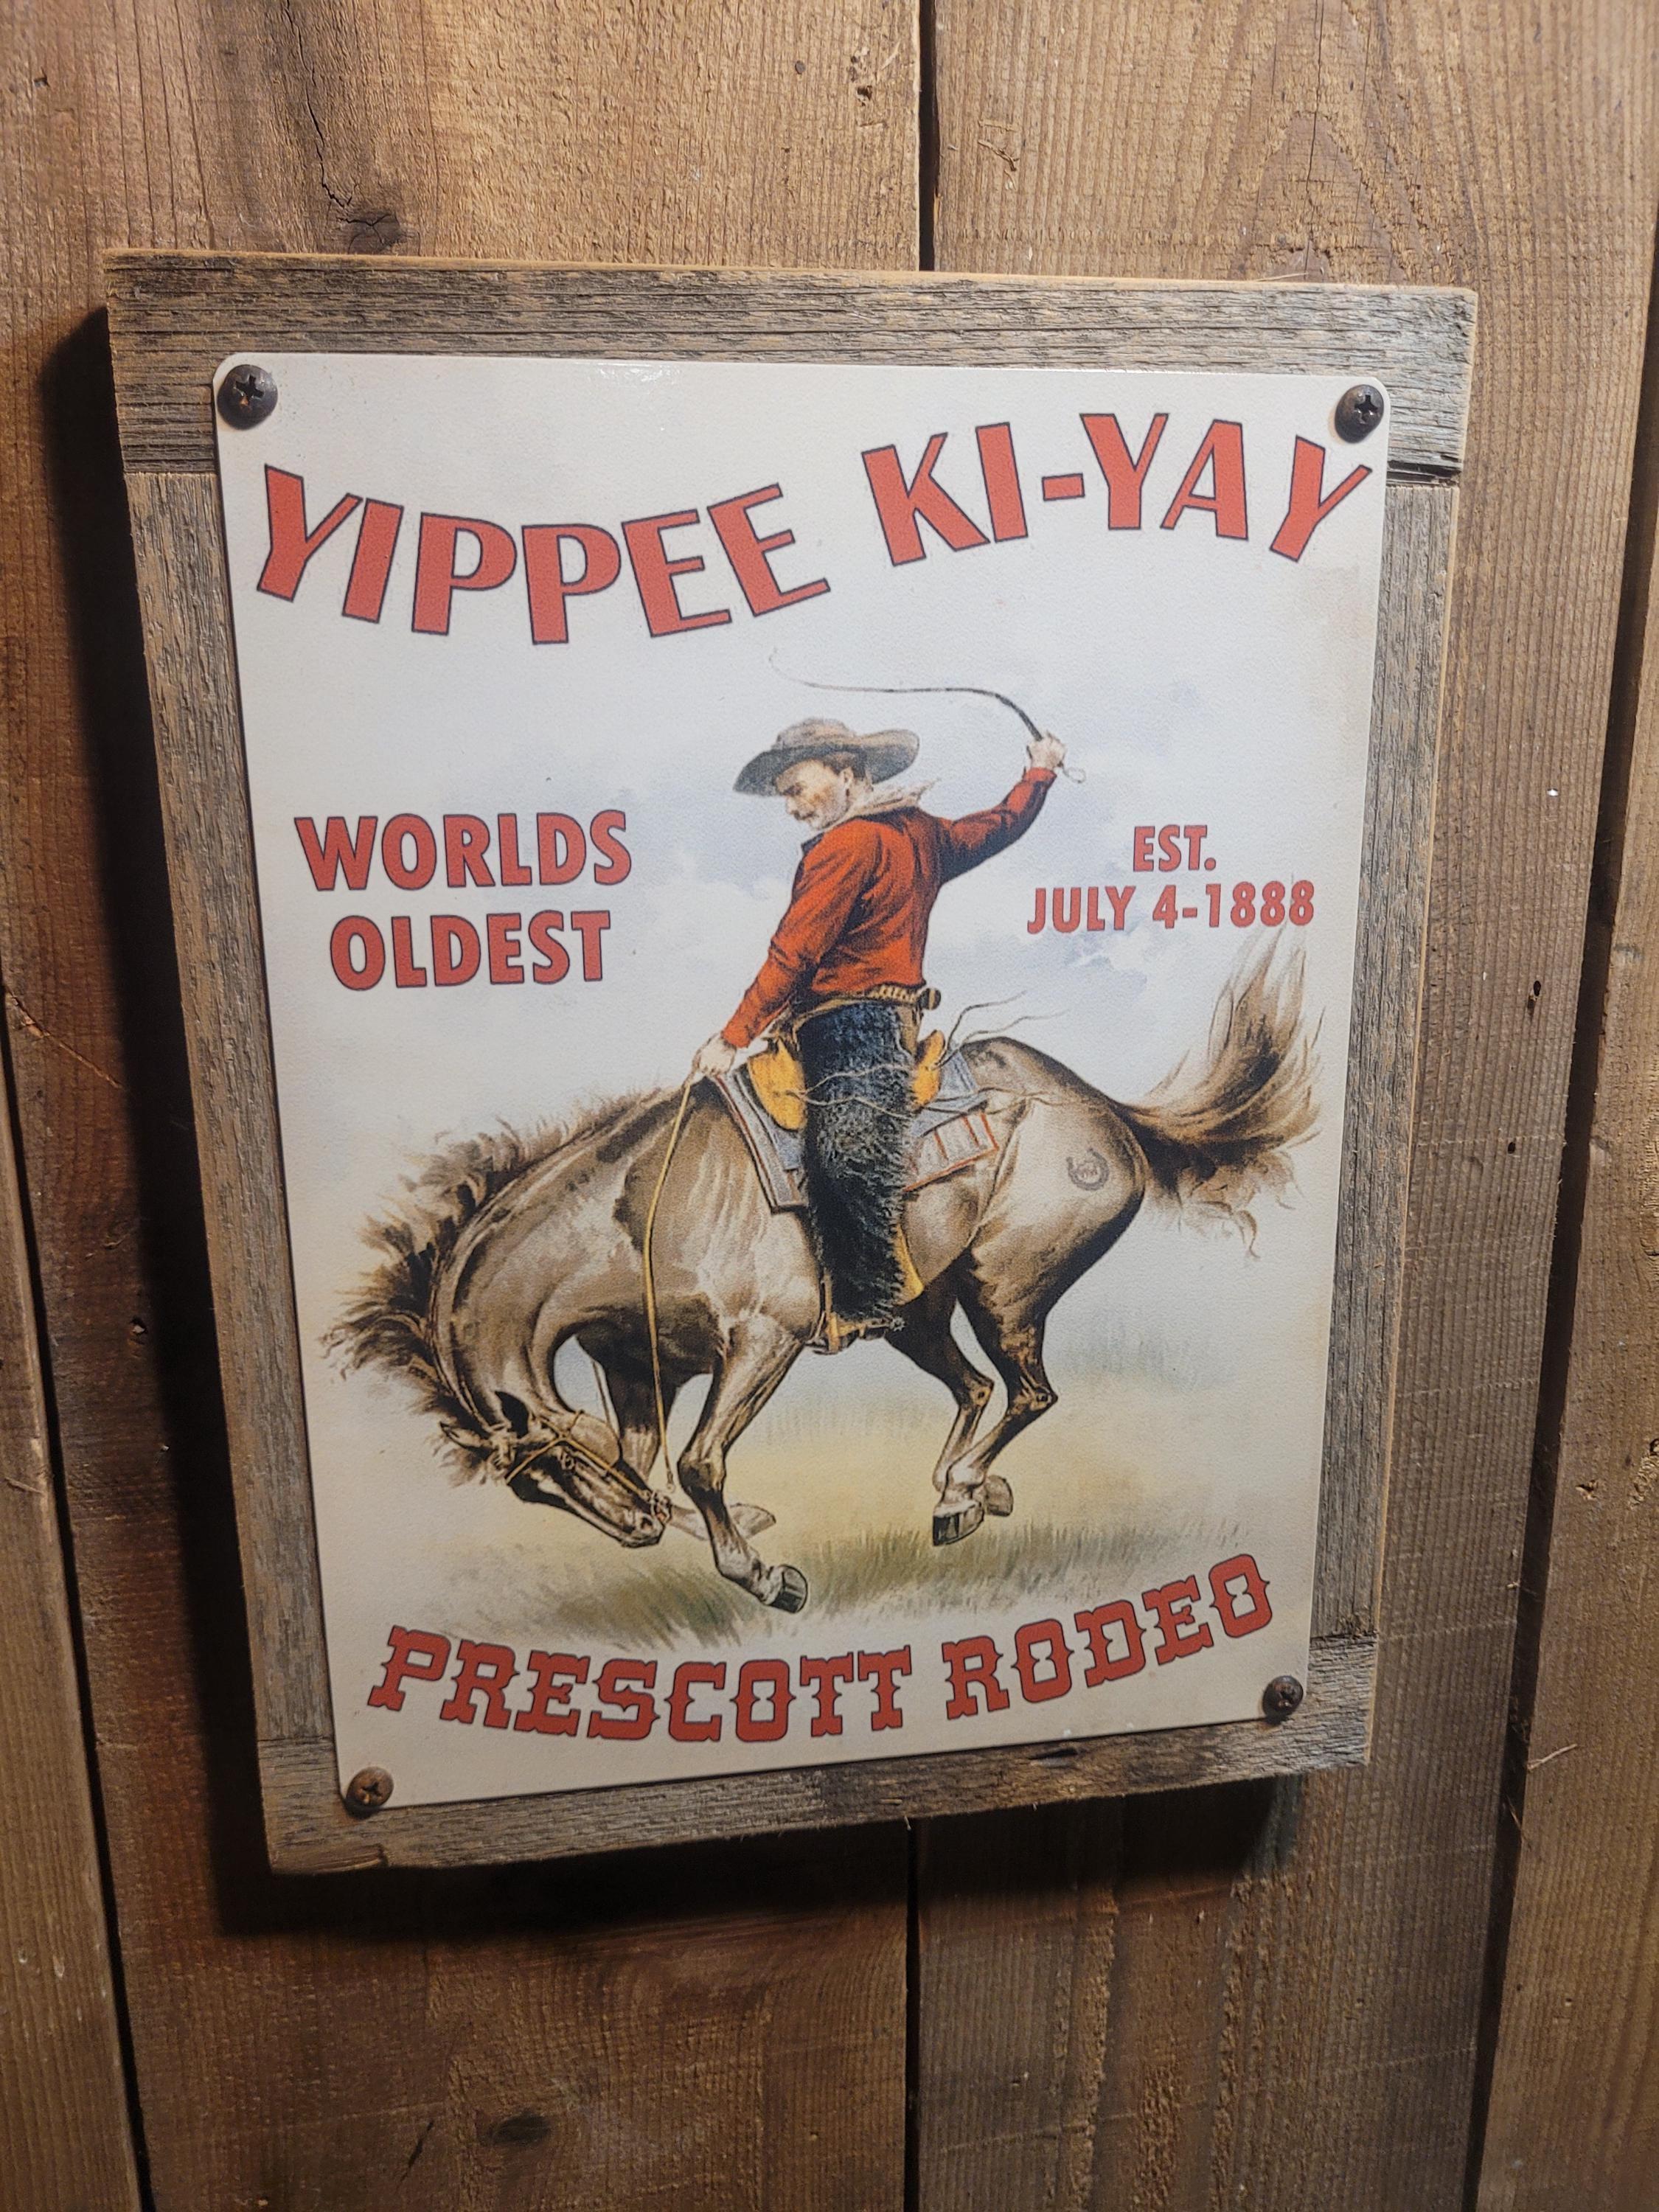 YIPPEE KI-YAY
WORLDS
OLDEST
EST.
JULY 4-1888
PRESCOTT RODEO